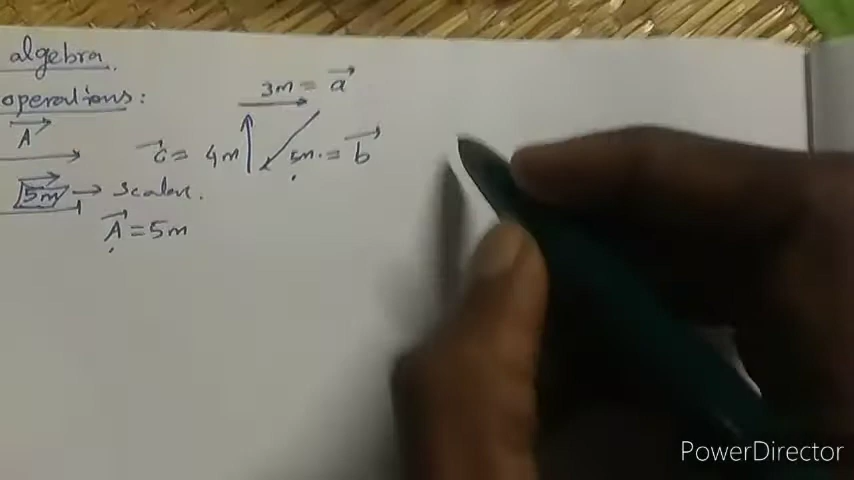 algebra.
operations:
3m = a⃗
A⃗
c⃗ = 4m
5m. = b⃗
5m → scalar.
A⃗ = 5m
PowerDirector